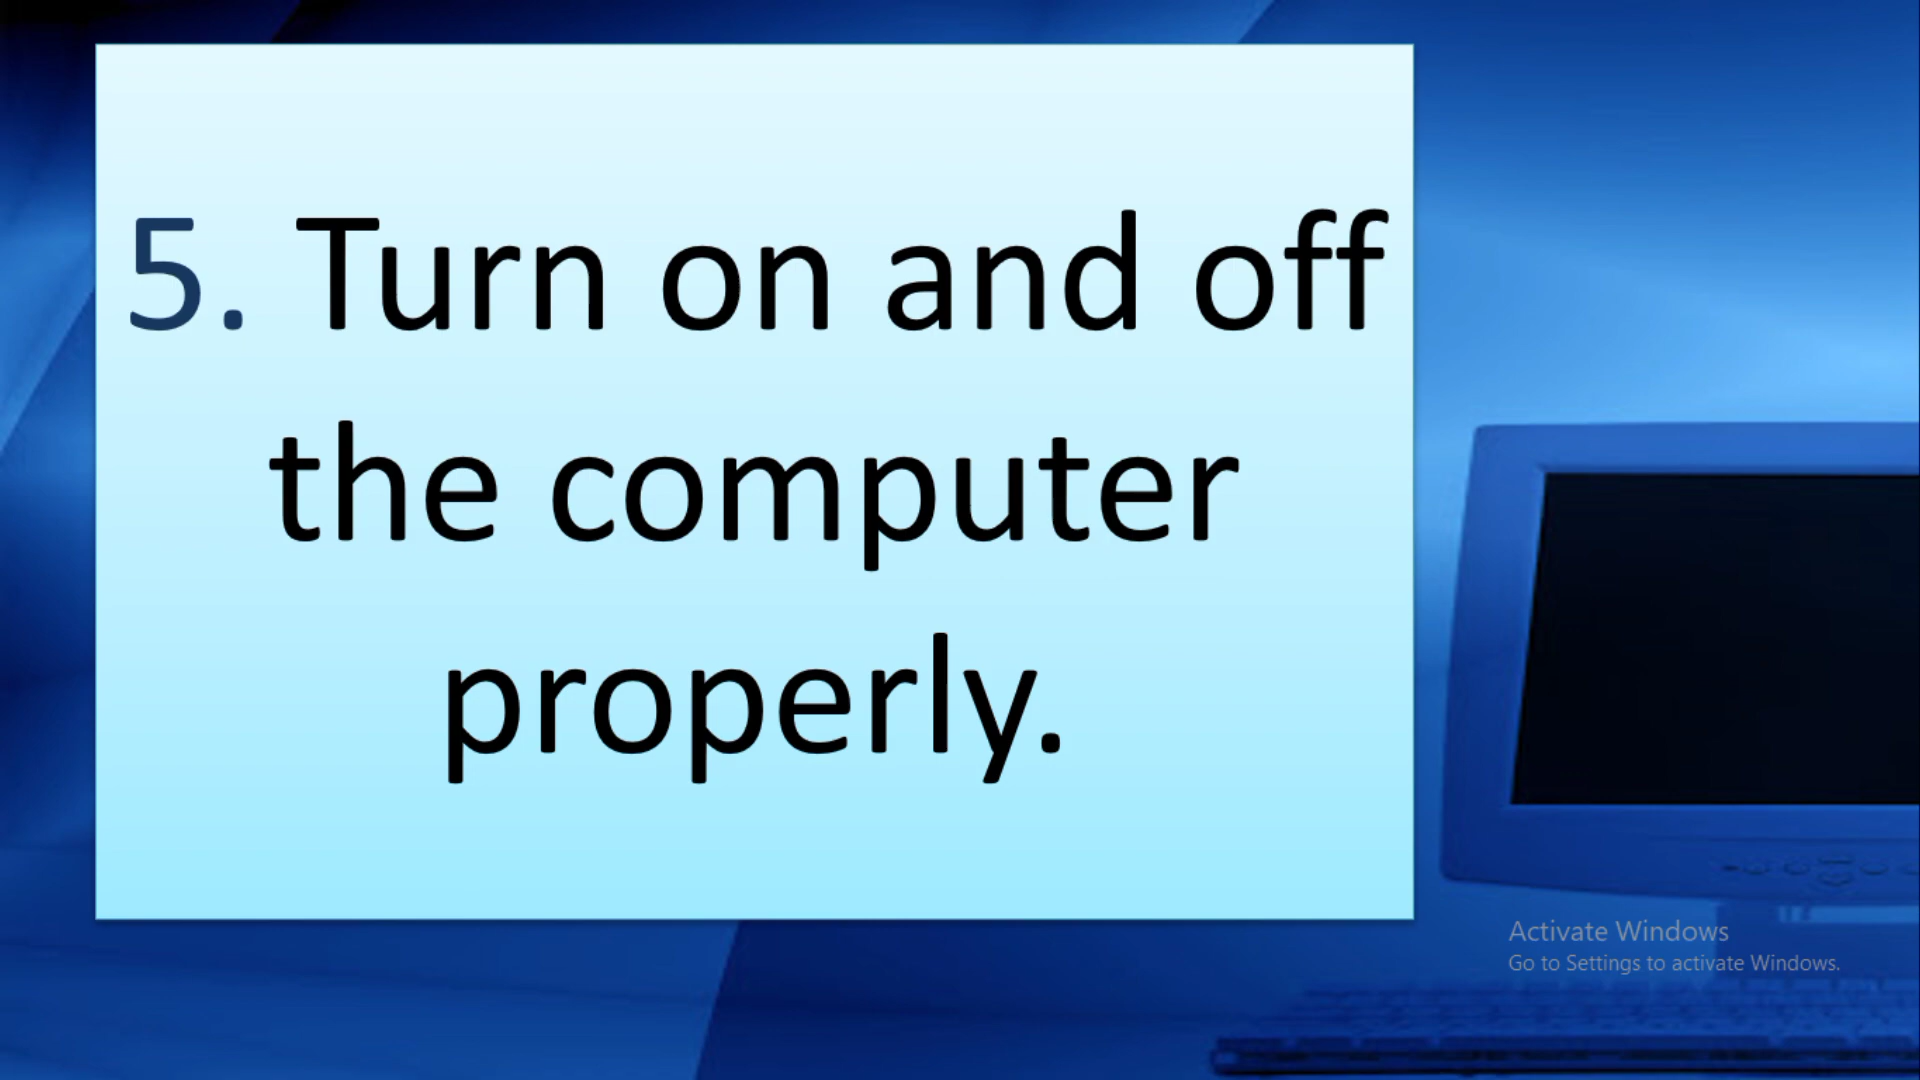 5. Turn on and off
the computer
properly.
Activate Windows
Go to Settings to activate Windows.